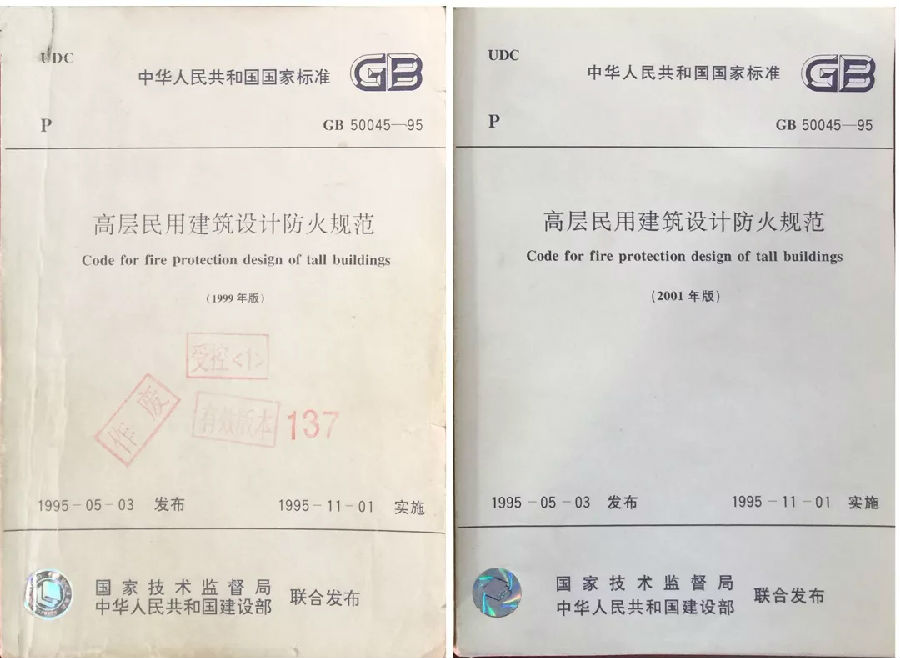 UDC
中华人民共和国国家标准 GB
P
GB 50045—95
高层民用建筑设计防火规范
Code for fire protection design of tall buildings
(1999 年版)
受控<1>
作废
有效版本 137
1995－05－03 发布
1995－11－01 实施
国家技术监督局
中华人民共和国建设部
联合发布
UDC
中华人民共和国国家标准 GB
P
GB 50045—95
高层民用建筑设计防火规范
Code for fire protection design of tall buildings
(2001 年版)
1995－05－03 发布
1995－11－01 实施
国家技术监督局
中华人民共和国建设部
联合发布